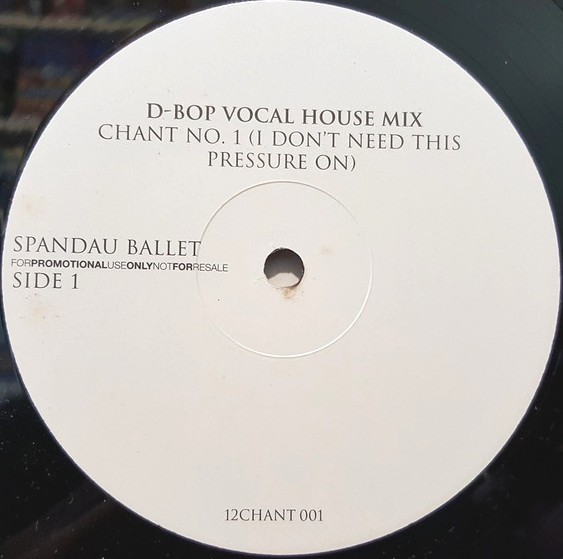 D-BOP VOCAL HOUSE MIX
CHANT NO. 1 (I DON'T NEED THIS
PRESSURE ON)
SPANDAU BALLET
FORPROMOTIONALUSEONLYNOTFORRESALE
SIDE 1
12CHANT 001